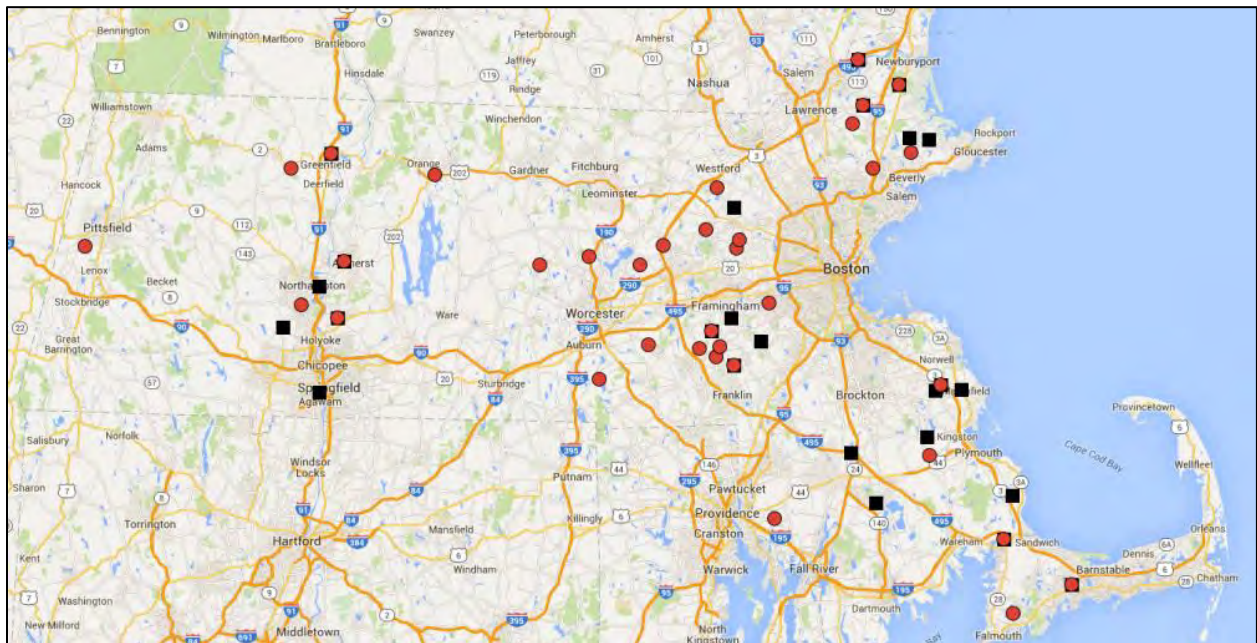 Bennington
Wilmington
Marlboro
Brattleboro
Swanzey
Peterborough
Amherst
Newburyport
Hinsdale
Jaffrey
Rindge
Nashua
Salem
Williamstown
Winchendon
Lawrence
Adams
Rockport
Gloucester
Hancock
Greenfield
Deerfield
Orange
Gardner
Fitchburg
Westford
Leominster
Beverly
Salem
Pittsfield
Lenox
Becket
Stockbridge
Amherst
Northampton
Boston
Great
Barrington
Ware
Worcester
Framingham
Holyoke
Chicopee
Auburn
Norwell
Springfield
Agawam
Sturbridge
Franklin
Brockton
Provincetown
Salisbury
Norfolk
Kingston
Plymouth
Cape Cod Bay
Wellfleet
Windsor
Locks
Sharon
Putnam
Pawtucket
Torrington
Killingly
Providence
Cranston
Hartford
Mansfield
Wareham
Sandwich
Orleans
Kent
Windham
Warwick
Fall River
Barnstable
Dennis
Chatham
Washington
New Milford
Dartmouth
Middletown
North
Kingstown
Falmouth